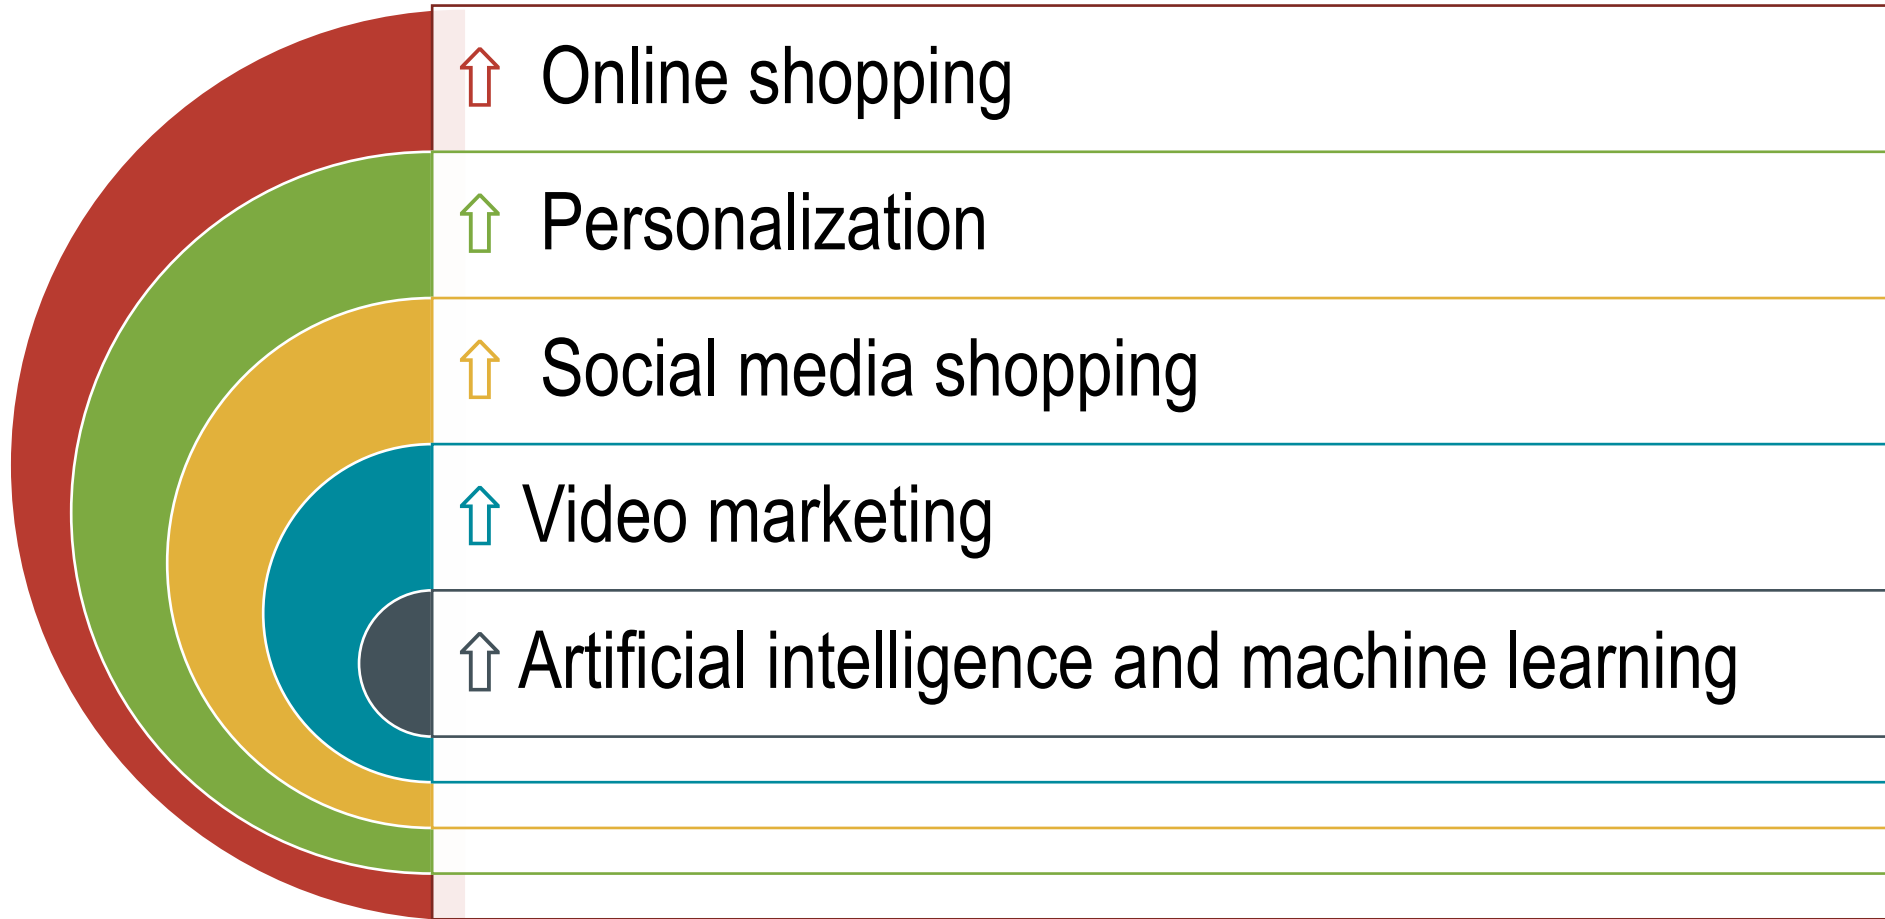 Online shopping
Personalization
Social media shopping
Video marketing
Artificial intelligence and machine learning